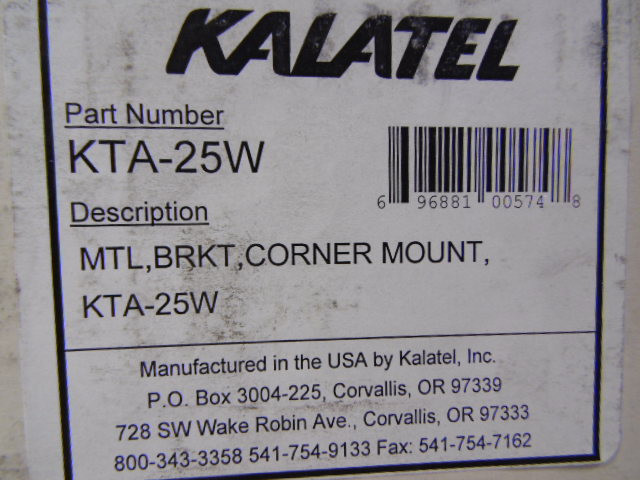 KALATEL
Part Number
KTA-25W
6 96881 00574 8
Description
MTL,BRKT,CORNER MOUNT,
KTA-25W
Manufactured in the USA by Kalatel, Inc.
P.O. Box 3004-225, Corvallis, OR 97339
728 SW Wake Robin Ave., Corvallis, OR 97333
800-343-3358 541-754-9133 Fax: 541-754-7162